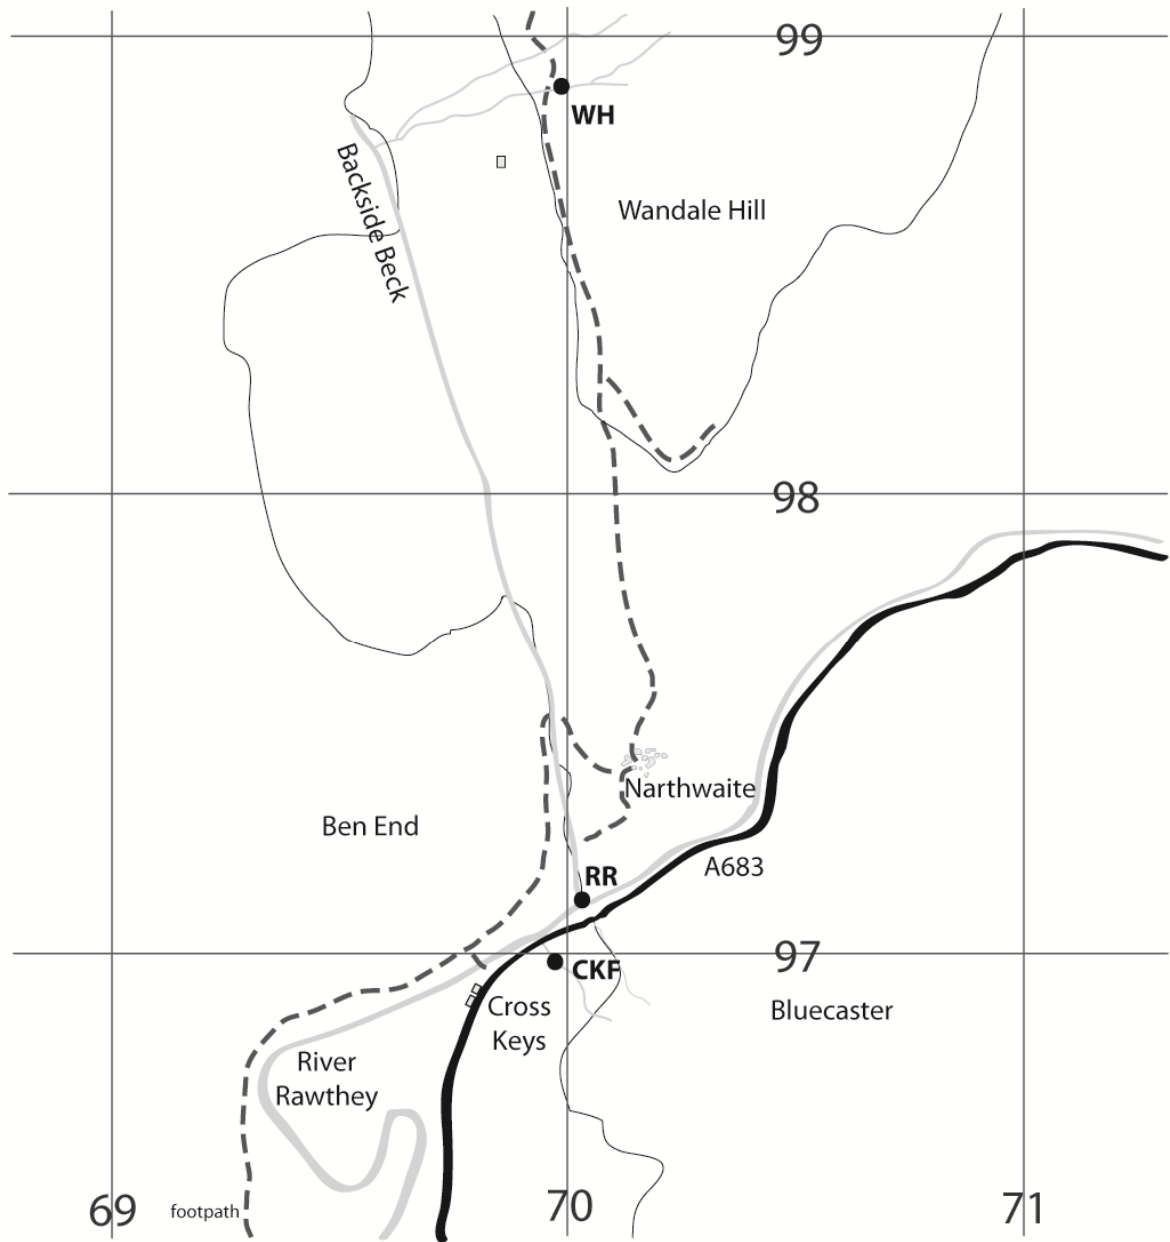 99
WH
Backside Beck
Wandale Hill
98
Narthwaite
Ben End
A683
RR
97
CKF
Cross
Keys
Bluecaster
River
Rawthey
69
footpath
70
71